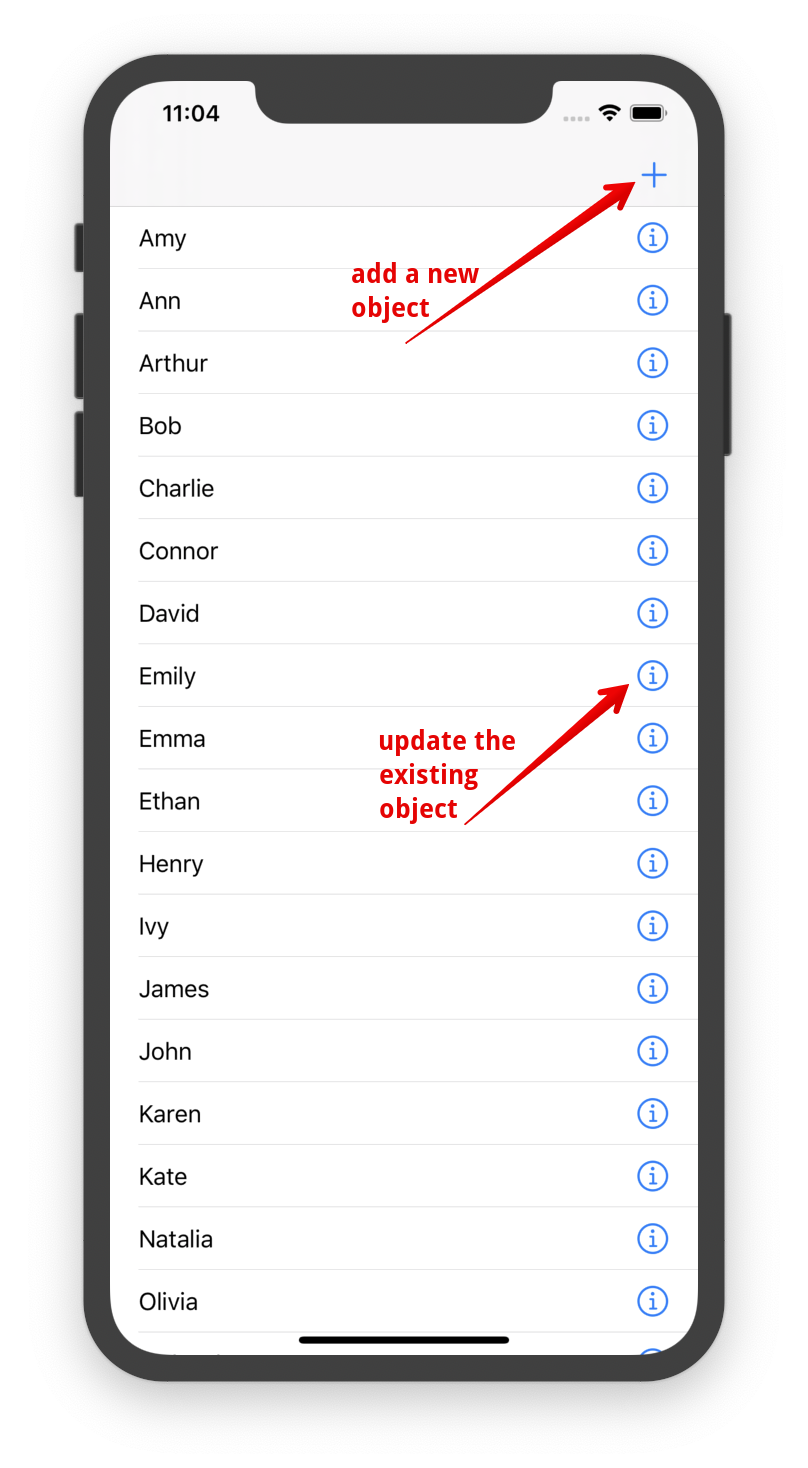 11:04
Amy
add a new
object
Ann
Arthur
Bob
Charlie
Connor
David
Emily
Emma
update the
existing
object
Ethan
Henry
Ivy
James
John
Karen
Kate
Natalia
Olivia